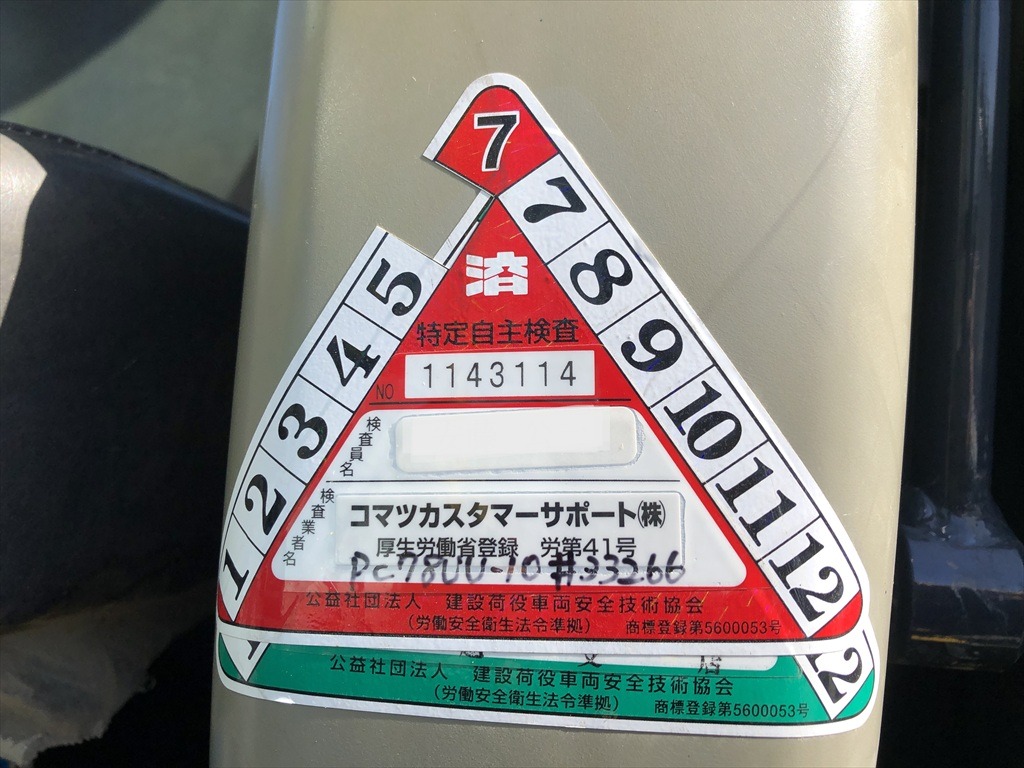 7
7
8
9
10
11
12
5
4
3
2
1
済
特定自主検査
NO 1143114
検査員名
検査業者名
コマツカスタマーサポート㈱
厚生労働省登録 労第41号
PC78UU-10 #33266
公益社団法人 建設荷役車両安全技術協会
(労働安全衛生法令準拠) 商標登録第5600053号
12
公益社団法人 建設荷役車両安全技術協会
(労働安全衛生法令準拠) 商標登録第5600053号